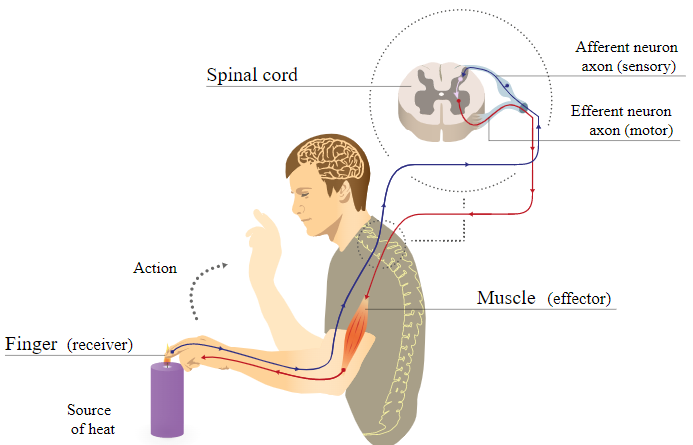 Afferent neuron
axon (sensory)
Spinal cord
Efferent neuron
axon (motor)
Action
Muscle (effector)
Finger (receiver)
Source
of heat